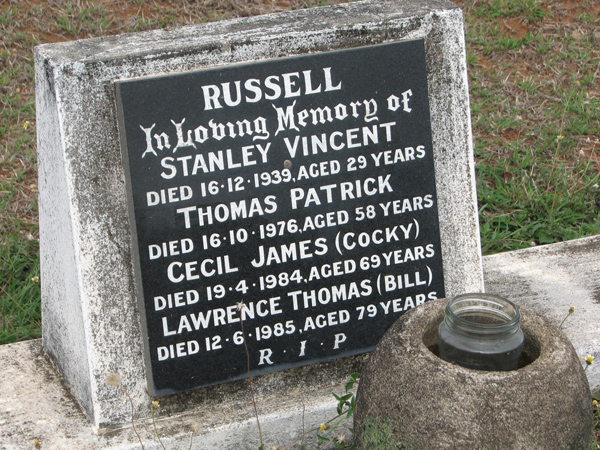 RUSSELL
In Loving Memory of
STANLEY VINCENT
DIED 16·12·1939, AGED 29 YEARS
THOMAS PATRICK
DIED 16·10·1976, AGED 58 YEARS
CECIL JAMES (COCKY)
DIED 19·4·1984, AGED 69 YEARS
LAWRENCE THOMAS (BILL)
DIED 12·6·1985, AGED 79 YEARS
R·I·P